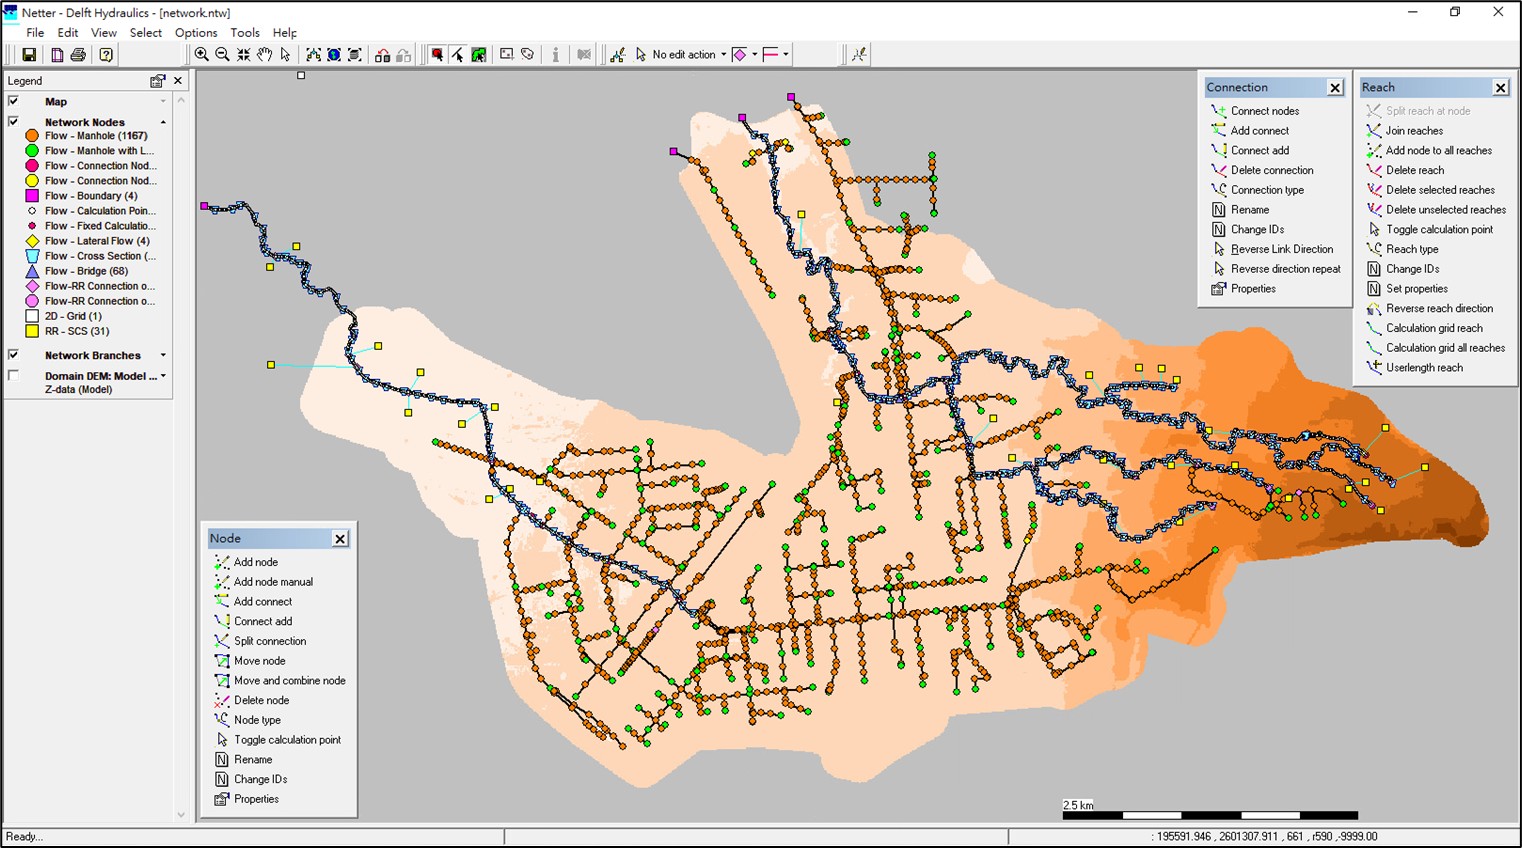 Netter - Delft Hydraulics - [network.ntw]
File Edit View Select Options Tools Help
No edit action
Legend
Map
Network Nodes
Flow - Manhole (1167)
Flow - Manhole with L...
Flow - Connection Nod...
Flow - Connection Nod...
Flow - Boundary (4)
Flow - Calculation Poin...
Flow - Fixed Calculatio...
Flow - Lateral Flow (4)
Flow - Cross Section (...
Flow - Bridge (68)
Flow-RR Connection o...
Flow-RR Connection o...
2D - Grid (1)
RR - SCS (31)
Network Branches
Domain DEM: Model ...
Z-data (Model)
Node
Add node
Add node manual
Add connect
Connect add
Split connection
Move node
Move and combine node
Delete node
Node type
Toggle calculation point
Rename
Change IDs
Properties
Connection
Connect nodes
Add connect
Connect add
Delete connection
Connection type
Rename
Change IDs
Reverse Link Direction
Reverse direction repeat
Properties
Reach
Split reach at node
Join reaches
Add node to all reaches
Delete reach
Delete selected reaches
Delete unselected reaches
Toggle calculation point
Reach type
Change IDs
Set properties
Reverse reach direction
Calculation grid reach
Calculation grid all reaches
Userlength reach
2.5 km
Ready...
: 195591.946 , 2601307.911 , 661 , r590 ,-9999.00